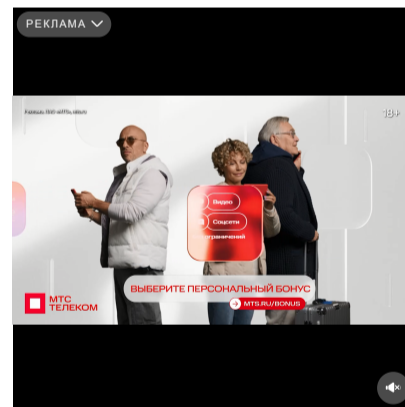 РЕКЛАМА
18+
Видео
Соцсети
ограничений
ВЫБЕРИТЕ ПЕРСОНАЛЬНЫЙ БОНУС
MTS.RU/BONUS
МТС
ТЕЛЕКОМ